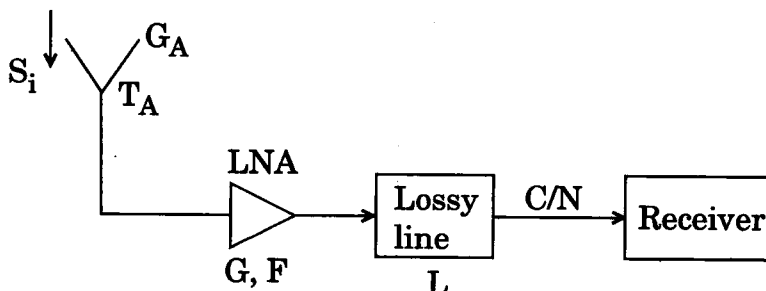 G_A
S_i
T_A
LNA
Lossy
line
C/N
Receiver
G, F
L